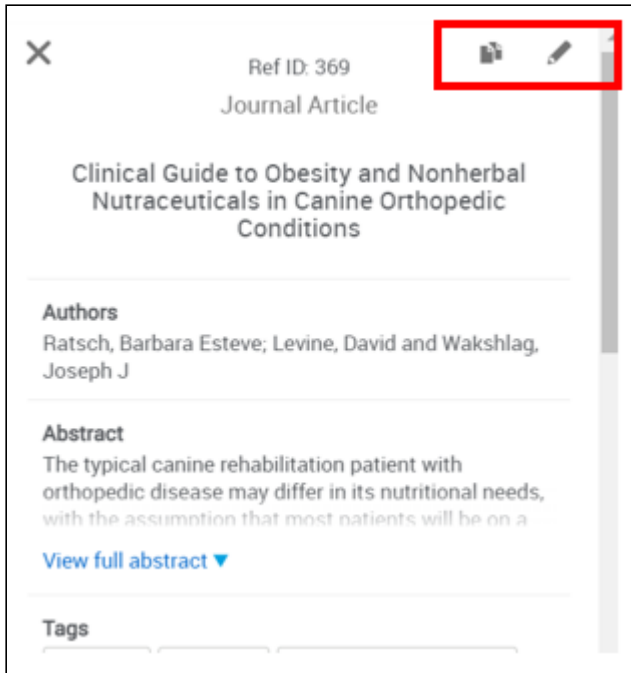 Ref ID: 369
Journal Article
Clinical Guide to Obesity and Nonherbal
Nutraceuticals in Canine Orthopedic
Conditions
Authors
Ratsch, Barbara Esteve; Levine, David and Wakshlag,
Joseph J
Abstract
The typical canine rehabilitation patient with
orthopedic disease may differ in its nutritional needs,
with the assumption that most patients will be on a
View full abstract ▼
Tags